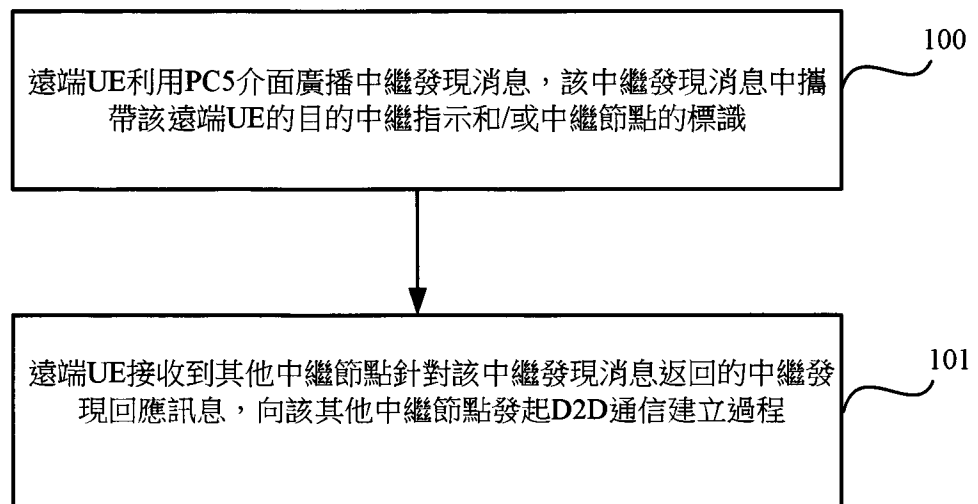 100
遠端UE利用PC5介面廣播中繼發現消息，該中繼發現消息中攜
帶該遠端UE的目的中繼指示和/或中繼節點的標識
101
遠端UE接收到其他中繼節點針對該中繼發現消息返回的中繼發
現回應訊息，向該其他中繼節點發起D2D通信建立過程